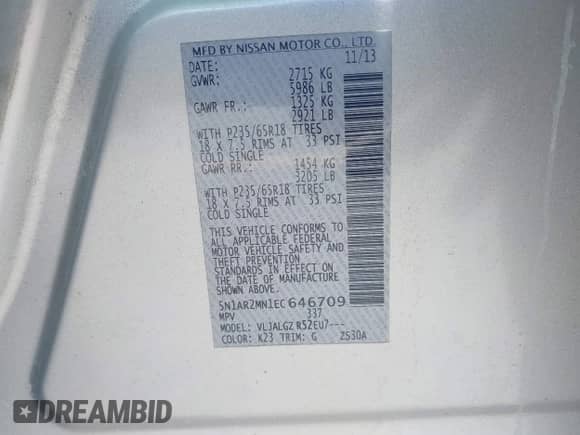 MFD BY NISSAN MOTOR CO., LTD
DATE: 11/13
GVWR: 2715 KG
5986 LB
GAWR FR.: 1325 KG
2921 LB
WITH P235/65R18 TIRES
18 X 7.5 RIMS AT 33 PSI
COLD SINGLE
GAWR RR.: 1454 KG
3205 LB
WITH P235/65R18 TIRES
18 X 7.5 RIMS AT 33 PSI
COLD SINGLE
THIS VEHICLE CONFORMS TO
ALL APPLICABLE FEDERAL
MOTOR VEHICLE SAFETY AND
THEFT PREVENTION
STANDARDS IN EFFECT ON
THE DATE OF MANUFACTURE
SHOWN ABOVE.
5N1AR2MN1EC646709
MPV 337
MODEL: VLJALGZ R52EU7---
COLOR: K23 TRIM: G ZS30A
DREAMBID